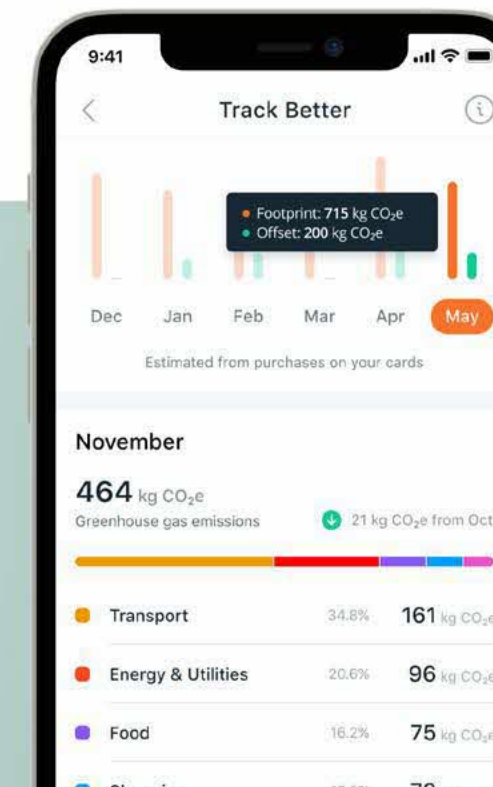 9:41
Track Better
Footprint: 715 kg CO₂e
Offset: 200 kg CO₂e
Dec Jan Feb Mar Apr May
Estimated from purchases on your cards
November
464 kg CO₂e
Greenhouse gas emissions 21 kg CO₂e from Oct
Transport 34.8% 161 kg CO₂e
Energy & Utilities 20.6% 96 kg CO₂e
Food 16.2% 75 kg CO₂e